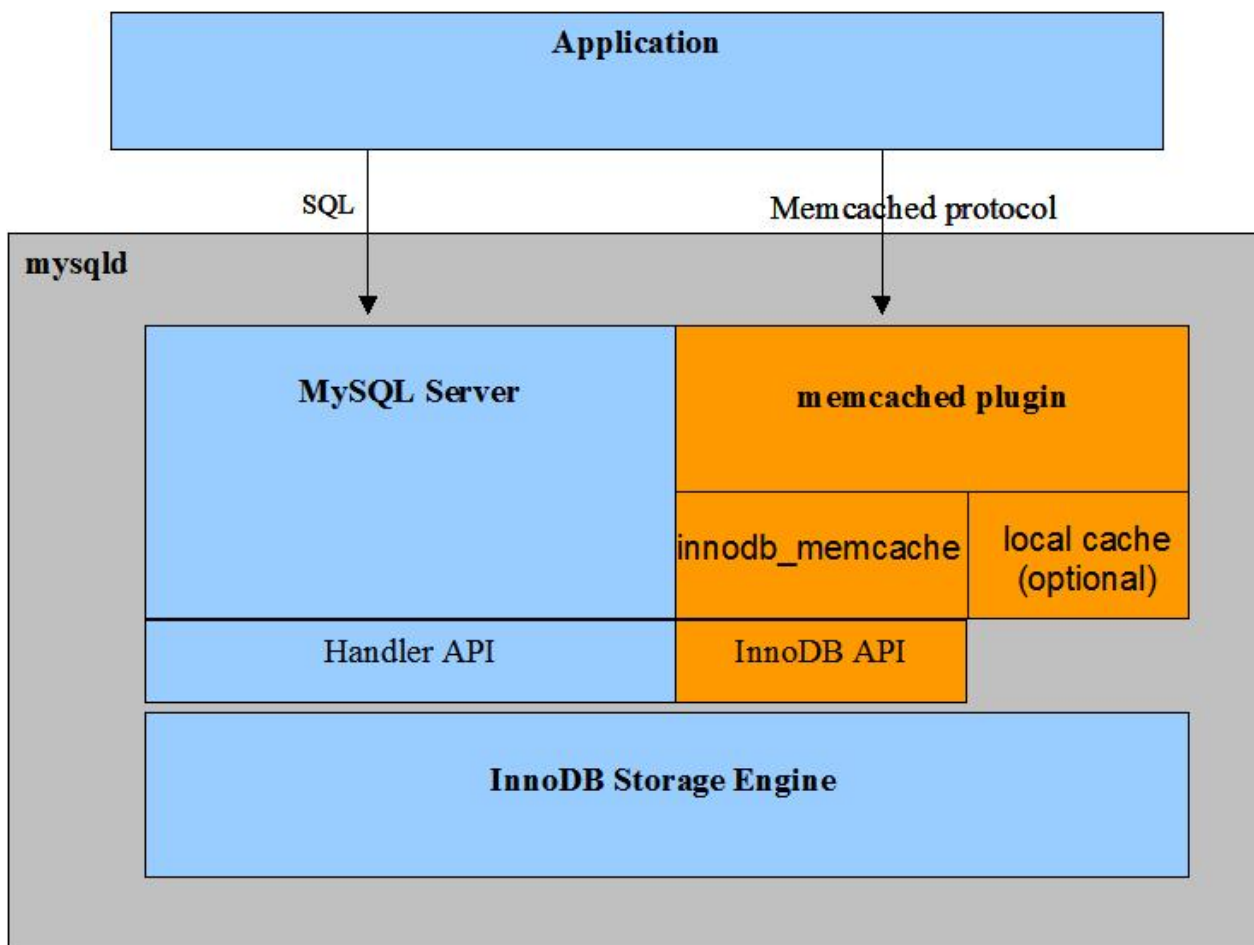 Application
SQL
Memcached protocol
mysqld
MySQL Server
memcached plugin
innodb_memcache
local cache
(optional)
Handler API
InnoDB API
InnoDB Storage Engine